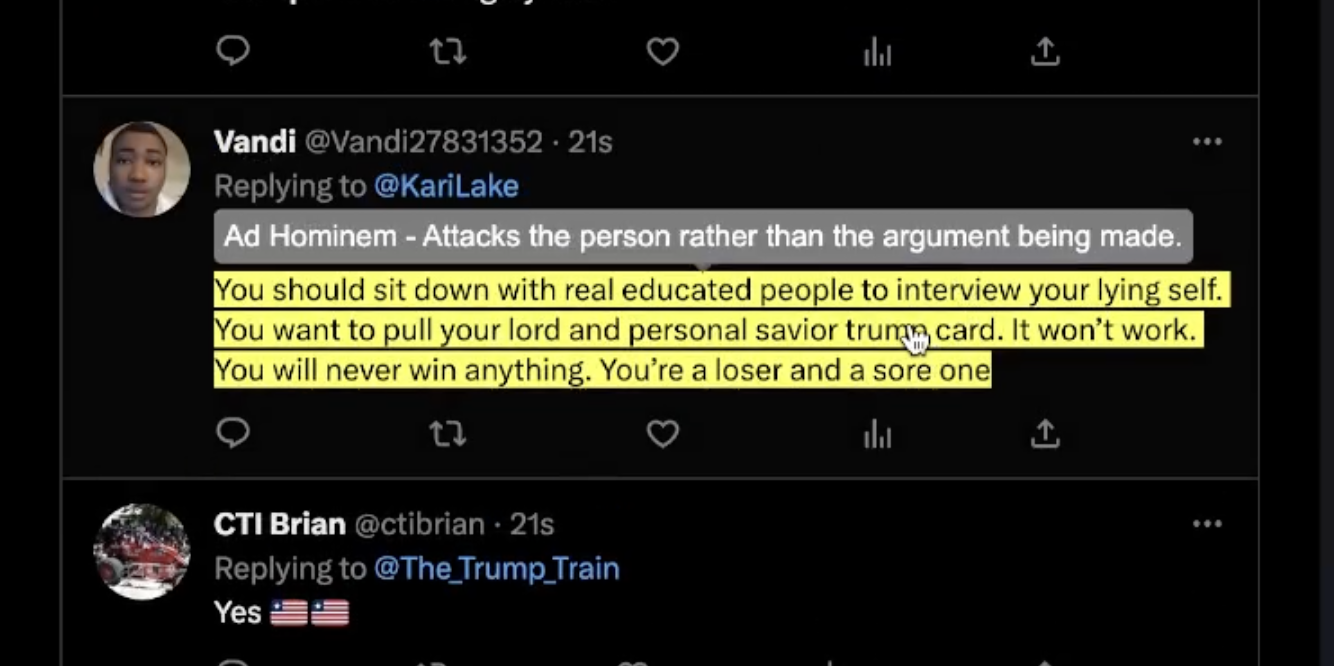 Vandi @Vandi27831352 · 21s
Replying to @KariLake
Ad Hominem - Attacks the person rather than the argument being made.
You should sit down with real educated people to interview your lying self.
You want to pull your lord and personal savior trump card. It won’t work.
You will never win anything. You’re a loser and a sore one
CTI Brian @ctibrian · 21s
Replying to @The_Trump_Train
Yes 🇱🇷🇱🇷